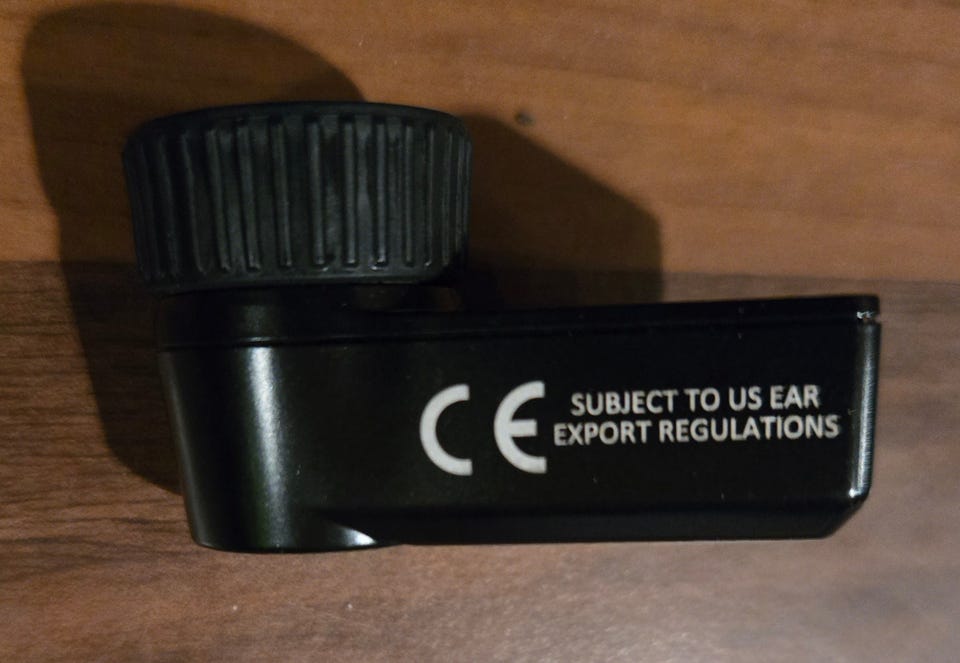 CE SUBJECT TO US EAR
EXPORT REGULATIONS